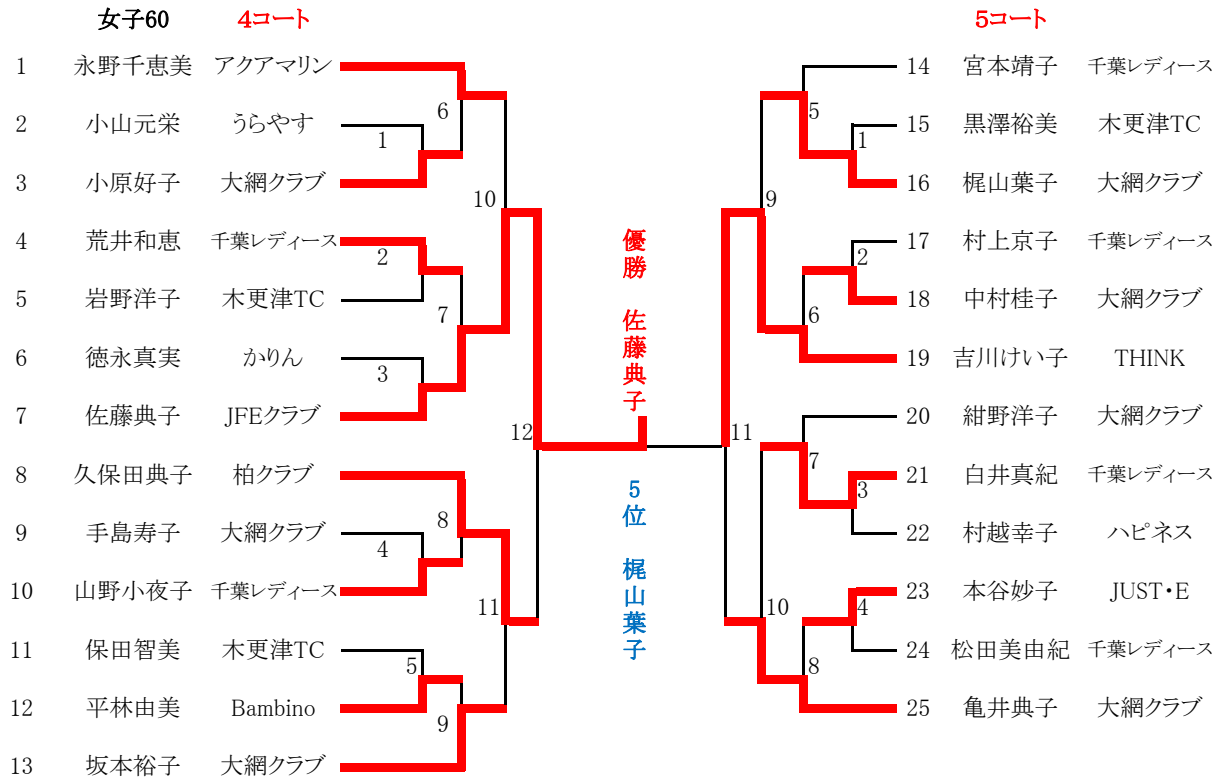 女子60 4コート 5コート
1 永野千恵美 アクアマリン
2 小山元栄 うらやす
3 小原好子 大網クラブ
4 荒井和恵 千葉レディース
5 岩野洋子 木更津TC
6 徳永真実 かりん
7 佐藤典子 JFEクラブ
8 久保田典子 柏クラブ
9 手島寿子 大網クラブ
10 山野小夜子 千葉レディース
11 保田智美 木更津TC
12 平林由美 Bambino
13 坂本裕子 大網クラブ
6
1
10
2
7
3
12
8
4
11
5
9
優勝 佐藤典子
5位 梶山葉子
14 宮本靖子 千葉レディース
15 黒澤裕美 木更津TC
16 梶山葉子 大網クラブ
17 村上京子 千葉レディース
18 中村桂子 大網クラブ
19 吉川けい子 THINK
20 紺野洋子 大網クラブ
21 白井真紀 千葉レディース
22 村越幸子 ハピネス
23 本谷妙子 JUST・E
24 松田美由紀 千葉レディース
25 亀井典子 大網クラブ
5
1
9
2
6
11
7
3
10
4
8